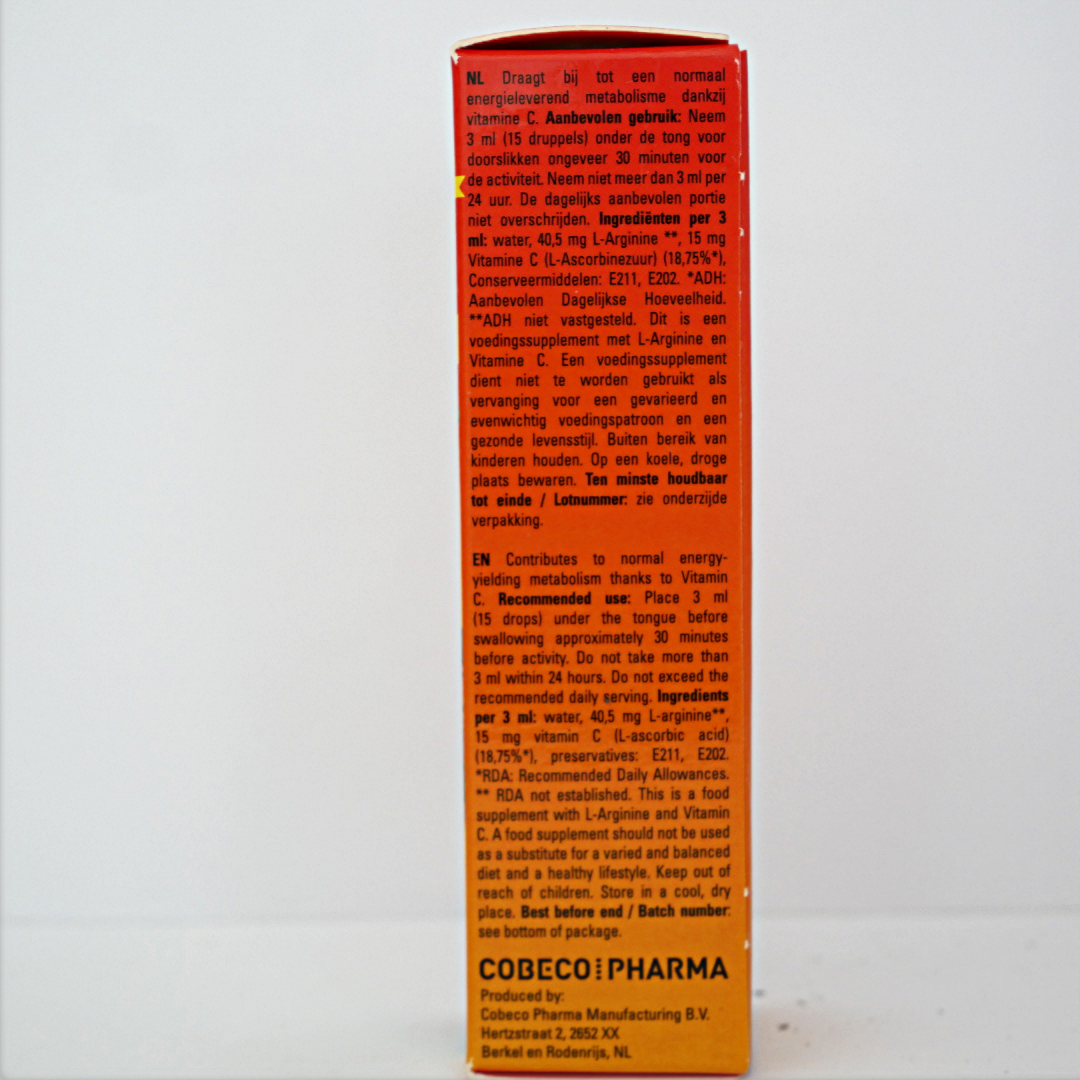 NL Draagt bij tot een normaal
energieleverend metabolisme dankzij
vitamine C. Aanbevolen gebruik: Neem
3 ml (15 druppels) onder de tong voor
doorslikken ongeveer 30 minuten voor
de activiteit. Neem niet meer dan 3 ml per
24 uur. De dagelijks aanbevolen portie
niet overschrijden. Ingrediënten per 3
ml: water, 40,5 mg L-Arginine **, 15 mg
Vitamine C (L-Ascorbinezuur) (18,75%*),
Conserveermiddelen: E211, E202. *ADH:
Aanbevolen Dagelijkse Hoeveelheid.
**ADH niet vastgesteld. Dit is een
voedingssupplement met L-Arginine en
Vitamine C. Een voedingssupplement
dient niet te worden gebruikt als
vervanging voor een gevarieerd en
evenwichtig voedingspatroon en een
gezonde levensstijl. Buiten bereik van
kinderen houden. Op een koele, droge
plaats bewaren. Ten minste houdbaar
tot einde / Lotnummer: zie onderzijde
verpakking.
EN Contributes to normal energy-
yielding metabolism thanks to Vitamin
C. Recommended use: Place 3 ml
(15 drops) under the tongue before
swallowing approximately 30 minutes
before activity. Do not take more than
3 ml within 24 hours. Do not exceed the
recommended daily serving. Ingredients
per 3 ml: water, 40,5 mg L-arginine**,
15 mg vitamin C (L-ascorbic acid)
(18,75%*), preservatives: E211, E202.
*RDA: Recommended Daily Allowances.
** RDA not established. This is a food
supplement with L-Arginine and Vitamin
C. A food supplement should not be used
as a substitute for a varied and balanced
diet and a healthy lifestyle. Keep out of
reach of children. Store in a cool, dry
place. Best before end / Batch number:
see bottom of package.
COBECO PHARMA
Produced by:
Cobeco Pharma Manufacturing B.V.
Hertzstraat 2, 2652 XX
Berkel en Rodenrijs, NL